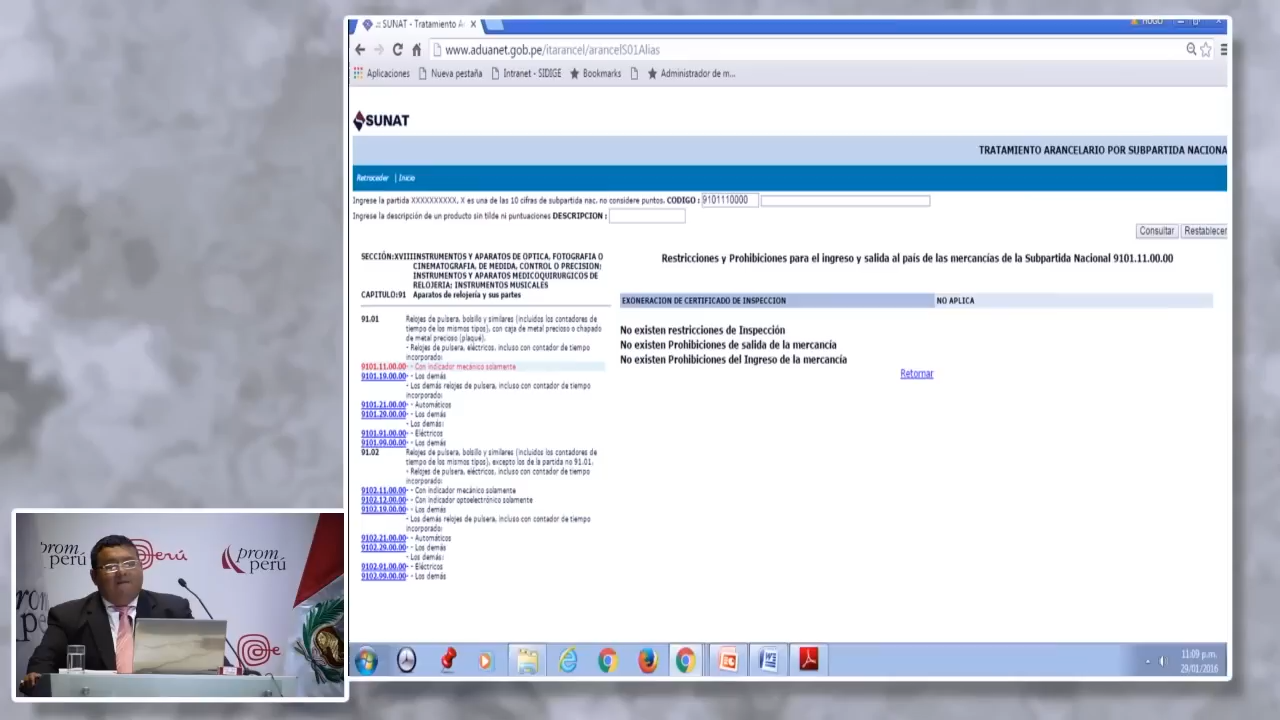 .:: SUNAT - Tratamiento Ar
HUGO
www.aduanet.gob.pe/itarancel/arancelS01Alias
Aplicaciones
Nueva pestaña
Intranet - SIDIGE
Bookmarks
Administrador de m...
SUNAT
TRATAMIENTO ARANCELARIO POR SUBPARTIDA NACIONA
Retroceder | Inicio
Ingrese la partida XXXXXXXXXX, X es una de las 10 cifras de subpartida nac. no considere puntos. CODIGO : 9101110000
Ingrese la descripción de un producto sin tilde ni puntuaciones DESCRIPCION :
Consultar Restablecer
SECCIÓN:XVIII INSTRUMENTOS Y APARATOS DE OPTICA, FOTOGRAFIA O
CINEMATOGRAFIA, DE MEDIDA, CONTROL O PRECISION;
INSTRUMENTOS Y APARATOS MEDICOQUIRURGICOS DE
RELOJERIA; INSTRUMENTOS MUSICALES
CAPITULO:91 Aparatos de relojería y sus partes
91.01 Relojes de pulsera, bolsillo y similares (incluidos los contadores de
tiempo de los mismos tipos), con caja de metal precioso o chapado
de metal precioso (plaqué).
- Relojes de pulsera, eléctricos, incluso con contador de tiempo
incorporado:
9101.11.00.00 - - Con indicador mecánico solamente
9101.19.00.00 - - Los demás
- Los demás relojes de pulsera, incluso con contador de tiempo
incorporado:
9101.21.00.00 - - Automáticos
9101.29.00.00 - - Los demás
- Los demás:
9101.91.00.00 - - Eléctricos
9101.99.00.00 - - Los demás
91.02 Relojes de pulsera, bolsillo y similares (incluidos los contadores de
tiempo de los mismos tipos), excepto los de la partida no 91.01.
- Relojes de pulsera, eléctricos, incluso con contador de tiempo
incorporado:
9102.11.00.00 - - Con indicador mecánico solamente
9102.12.00.00 - - Con indicador optoelectrónico solamente
9102.19.00.00 - - Los demás
- Los demás relojes de pulsera, incluso con contador de tiempo
incorporado:
9102.21.00.00 - - Automáticos
9102.29.00.00 - - Los demás
- Los demás:
9102.91.00.00 - - Eléctricos
9102.99.00.00 - - Los demás
Restricciones y Prohibiciones para el ingreso y salida al país de las mercancías de la Subpartida Nacional 9101.11.00.00
EXONERACION DE CERTIFICADO DE INSPECCION NO APLICA
No existen restricciones de Inspección
No existen Prohibiciones de salida de la mercancía
No existen Prohibiciones del Ingreso de la mercancía
Retornar
11:09 p.m.
29/01/2016
prom
perú
Perú
prom
perú